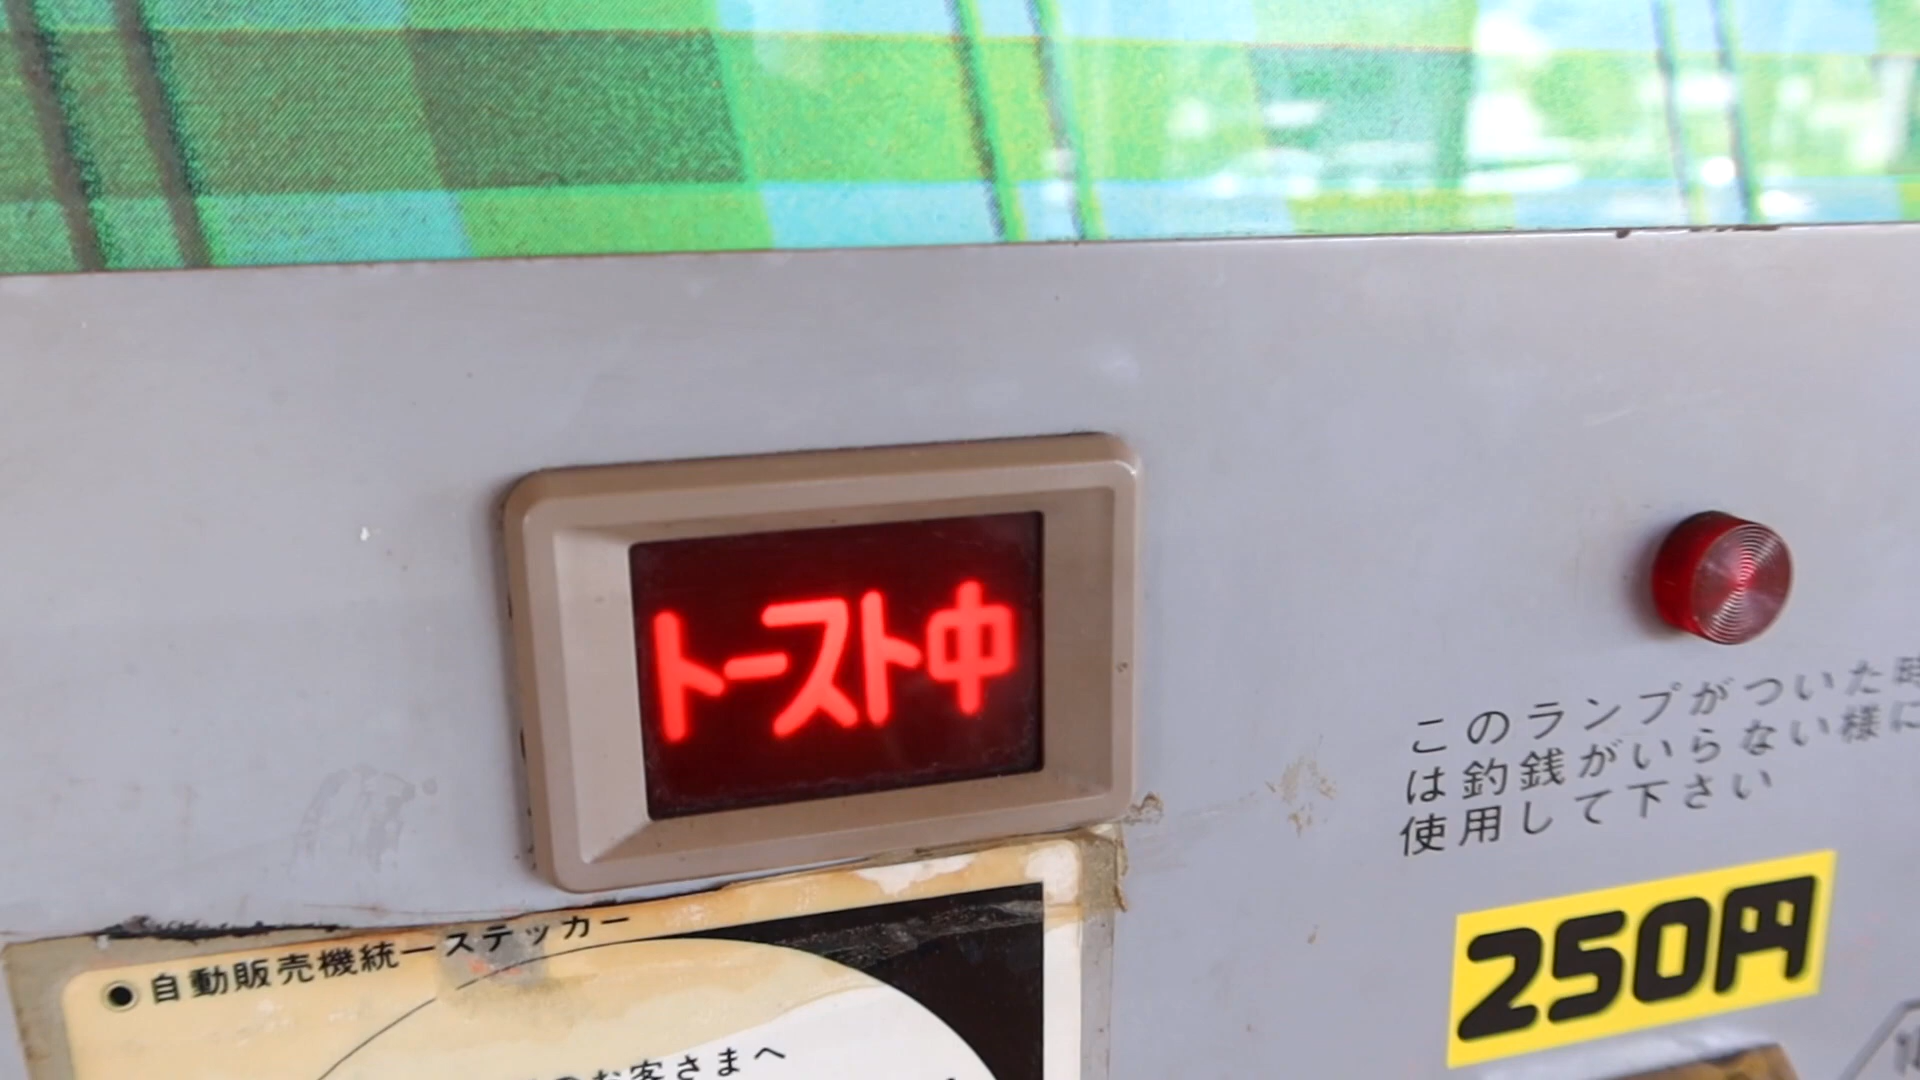 トースト中
このランプがついた時
は釣銭がいらない様に
使用して下さい
250円
●自動販売機統一ステッカー
のお客さまへ